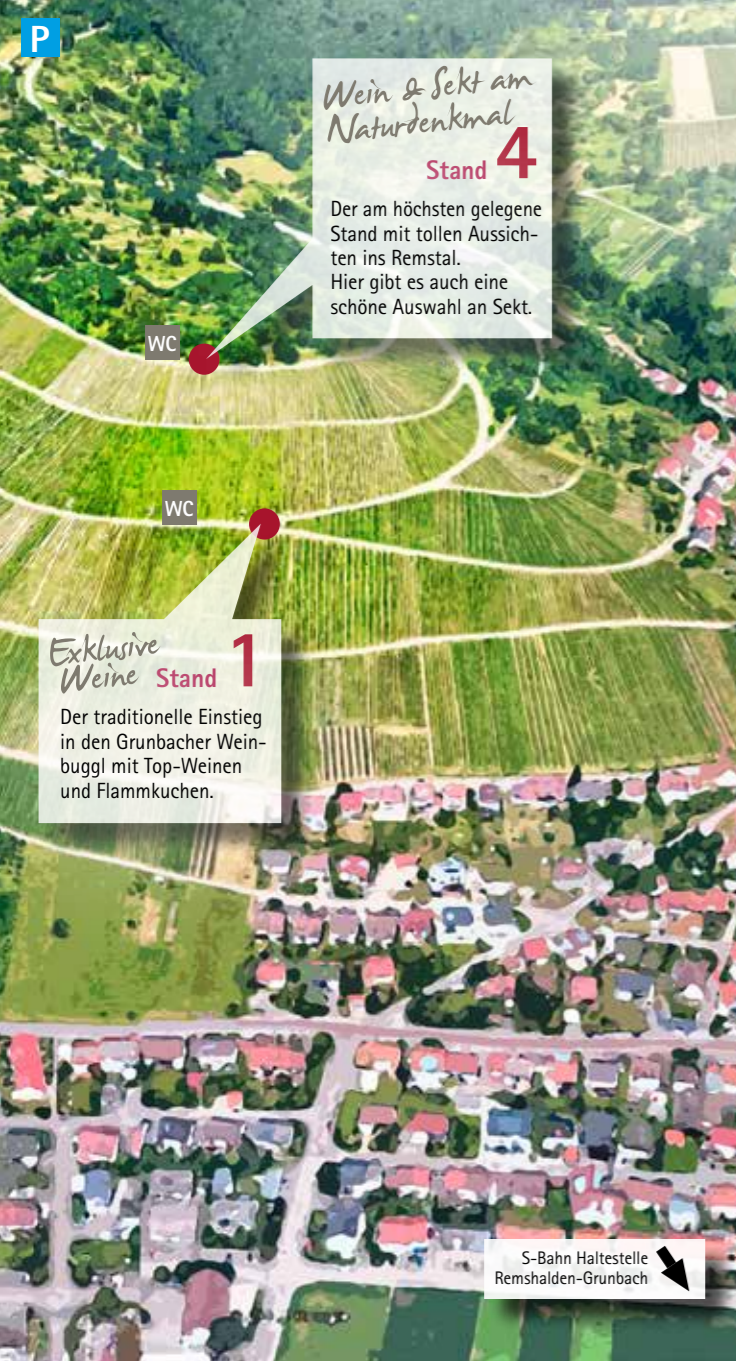 P
Wein & Sekt am
Naturdenkmal
Stand 4
Der am höchsten gelegene
Stand mit tollen Aussich-
ten ins Remstal.
Hier gibt es auch eine
schöne Auswahl an Sekt.
WC
WC
Exklusive
Weine Stand 1
Der traditionelle Einstieg
in den Grunbacher Wein-
buggl mit Top-Weinen
und Flammkuchen.
S-Bahn Haltestelle
Remshalden-Grunbach